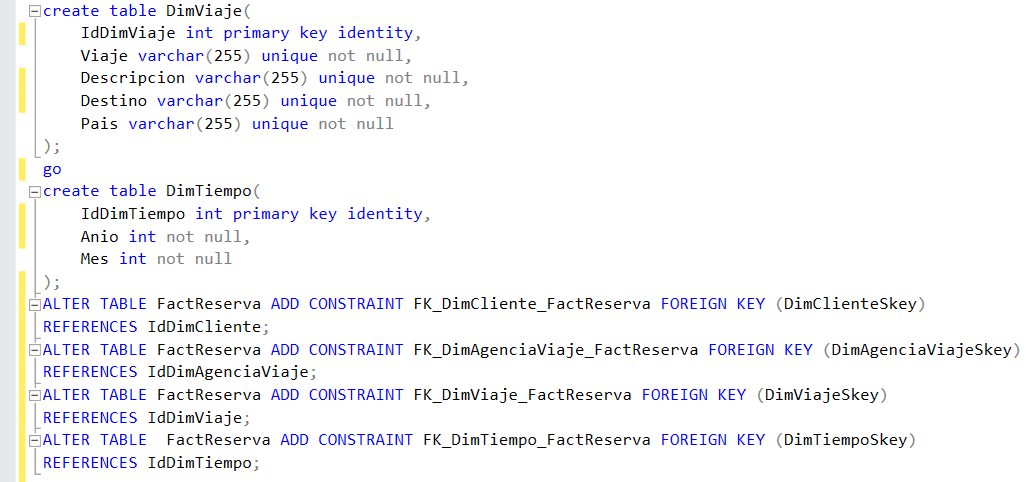 create table DimViaje(
IdDimViaje int primary key identity,
Viaje varchar(255) unique not null,
Descripcion varchar(255) unique not null,
Destino varchar(255) unique not null,
Pais varchar(255) unique not null
);
go
create table DimTiempo(
IdDimTiempo int primary key identity,
Anio int not null,
Mes int not null
);
ALTER TABLE FactReserva ADD CONSTRAINT FK_DimCliente_FactReserva FOREIGN KEY (DimClienteSkey)
REFERENCES IdDimCliente;
ALTER TABLE FactReserva ADD CONSTRAINT FK_DimAgenciaViaje_FactReserva FOREIGN KEY (DimAgenciaViajeSkey)
REFERENCES IdDimAgenciaViaje;
ALTER TABLE FactReserva ADD CONSTRAINT FK_DimViaje_FactReserva FOREIGN KEY (DimViajeSkey)
REFERENCES IdDimViaje;
ALTER TABLE  FactReserva ADD CONSTRAINT FK_DimTiempo_FactReserva FOREIGN KEY (DimTiempoSkey)
REFERENCES IdDimTiempo;